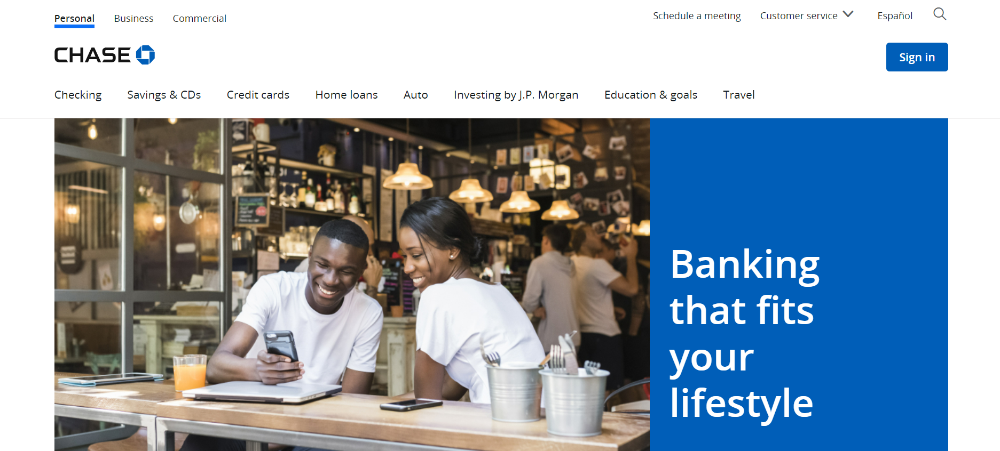 Personal Business Commercial Schedule a meeting Customer service Español
CHASE
Sign in
Checking Savings & CDs Credit cards Home loans Auto Investing by J.P. Morgan Education & goals Travel
Banking
that fits
your
lifestyle